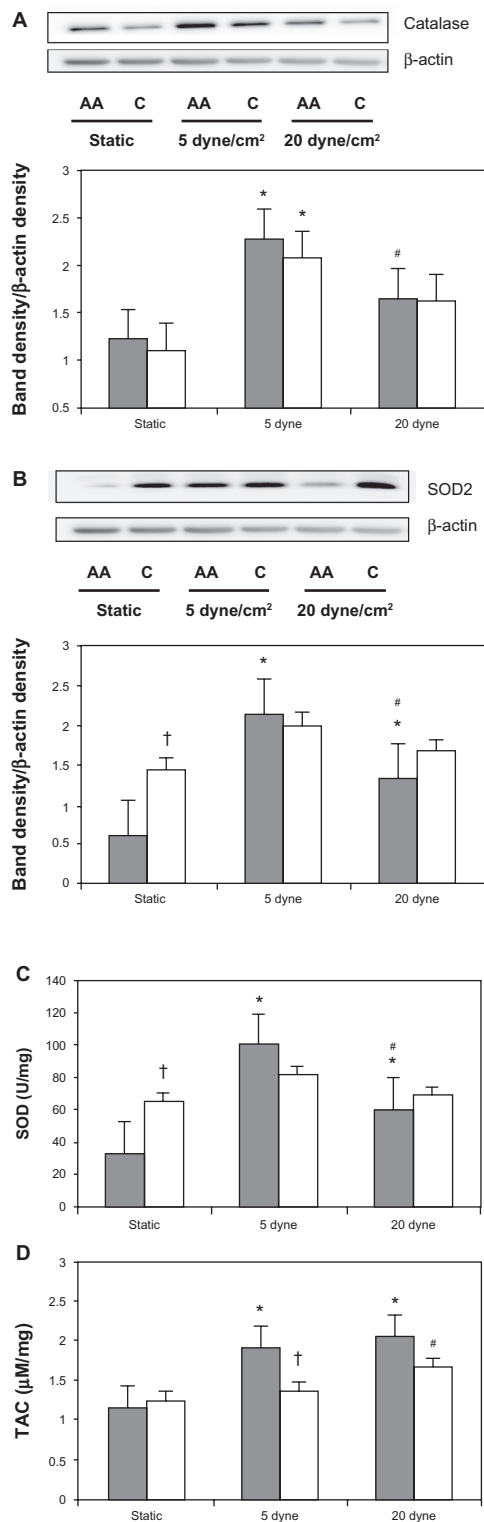 A
Catalase
β-actin
AA C AA C AA C
Static 5 dyne/cm² 20 dyne/cm²
Band density/β-actin density
3
2.5
2
1.5
1
0.5
* * #
Static 5 dyne 20 dyne
B
SOD2
β-actin
AA C AA C AA C
Static 5 dyne/cm² 20 dyne/cm²
Band density/β-actin density
3
2.5
2
1.5
1
0.5
0
† * # *
Static 5 dyne 20 dyne
C
SOD (U/mg)
140
120
100
80
60
40
20
0
† * # *
Static 5 dyne 20 dyne
D
TAC (μM/mg)
3
2.5
2
1.5
1
0.5
0
* † * #
Static 5 dyne 20 dyne